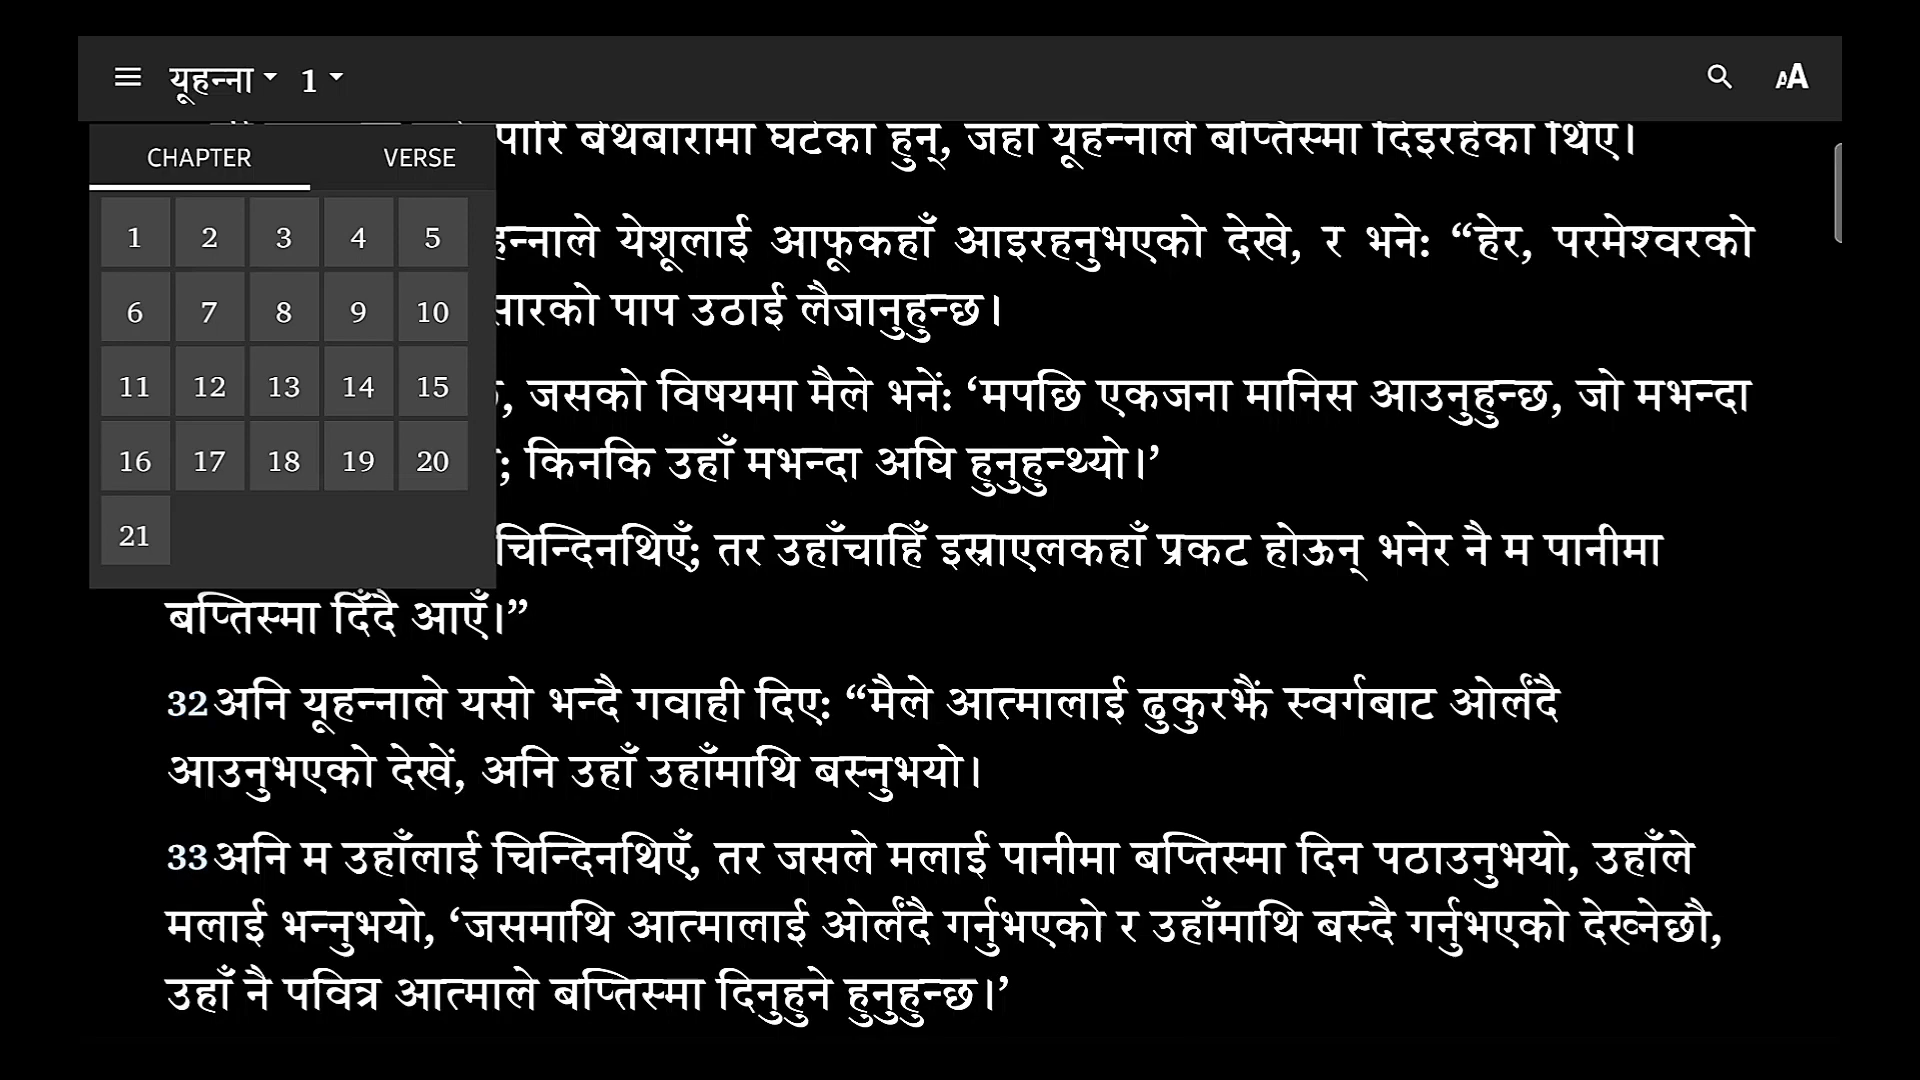 यूहन्ना 1
CHAPTER VERSE
1 2 3 4 5
6 7 8 9 10
11 12 13 14 15
16 17 18 19 20
21
पारि बेथबारामा घटेका हुन्, जहाँ यूहन्नाले बप्तिस्मा दिइरहेका थिए।
येशूलाई आफूकहाँ आइरहनुभएको देखे, र भने: “हेर, परमेश्वरको
पाप उठाई लैजानुहुन्छ।
जसको विषयमा मैले भनें: ‘मपछि एकजना मानिस आउनुहुन्छ, जो मभन्दा
; किनकि उहाँ मभन्दा अघि हुनुहुन्थ्यो।’
चिन्दिनथिएँ; तर उहाँचाहिँ इस्राएलकहाँ प्रकट होऊन् भनेर नै म पानीमा
बप्तिस्मा दिँदै आएँ।”
32 अनि यूहन्नाले यसो भन्दै गवाही दिए: “मैले आत्मालाई ढुकुरझैं स्वर्गबाट ओर्लंदै
आउनुभएको देखें, अनि उहाँ उहाँमाथि बस्नुभयो।
33 अनि म उहाँलाई चिन्दिनथिएँ, तर जसले मलाई पानीमा बप्तिस्मा दिन पठाउनुभयो, उहाँले
मलाई भन्नुभयो, ‘जसमाथि आत्मालाई ओर्लंदै गर्नुभएको र उहाँमाथि बस्दै गर्नुभएको देख्नेछौ,
उहाँ नै पवित्र आत्माले बप्तिस्मा दिनुहुने हुनुहुन्छ।’